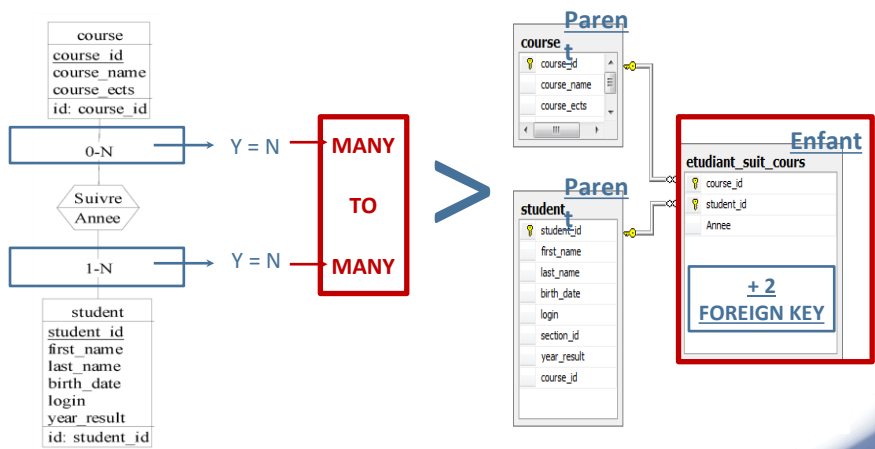 course
course_id
course_name
course_ects
id: course_id
0-N
Y = N
Suivre
Annee
1-N
Y = N
student
student_id
first_name
last_name
birth_date
login
year_result
id: student_id
MANY
TO
MANY
>
Paren
t
course
course_id
course_name
course_ects
Paren
t
student
student_id
first_name
last_name
birth_date
login
section_id
year_result
course_id
Enfant
etudiant_suit_cours
course_id
student_id
Annee
+ 2
FOREIGN KEY